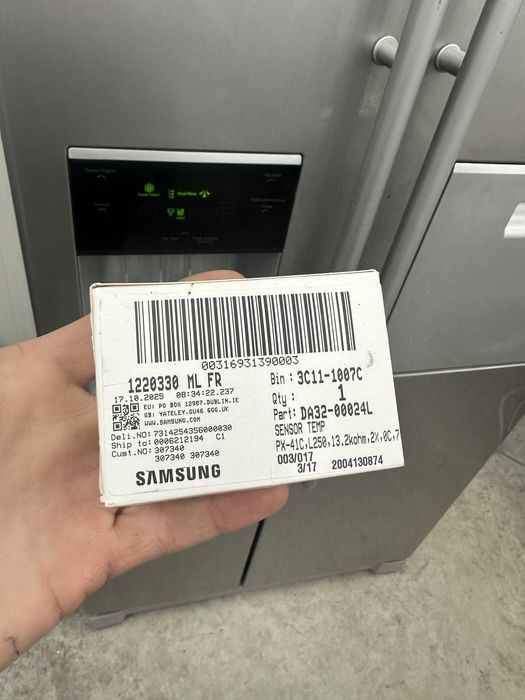 00316931390003
1220330 ML FR
17.10.2025 08:34:22.237
EU: PO BOX 12987.DUBLIN.IE
GB: YATELEY.GU46 6GG.UK
WWW.SAMSUNG.COM
Deli.NO: 7314254356000030
Ship to: 0006212194 C1
Cust.NO: 307340
307340 307340
SAMSUNG
Bin : 3C11-1007C
Qty : 1
Part: DA32-00024L
SENSOR TEMP
PX-41C,L250,13.2kohm,2%,0C,7
003/017
3/17 2004130874